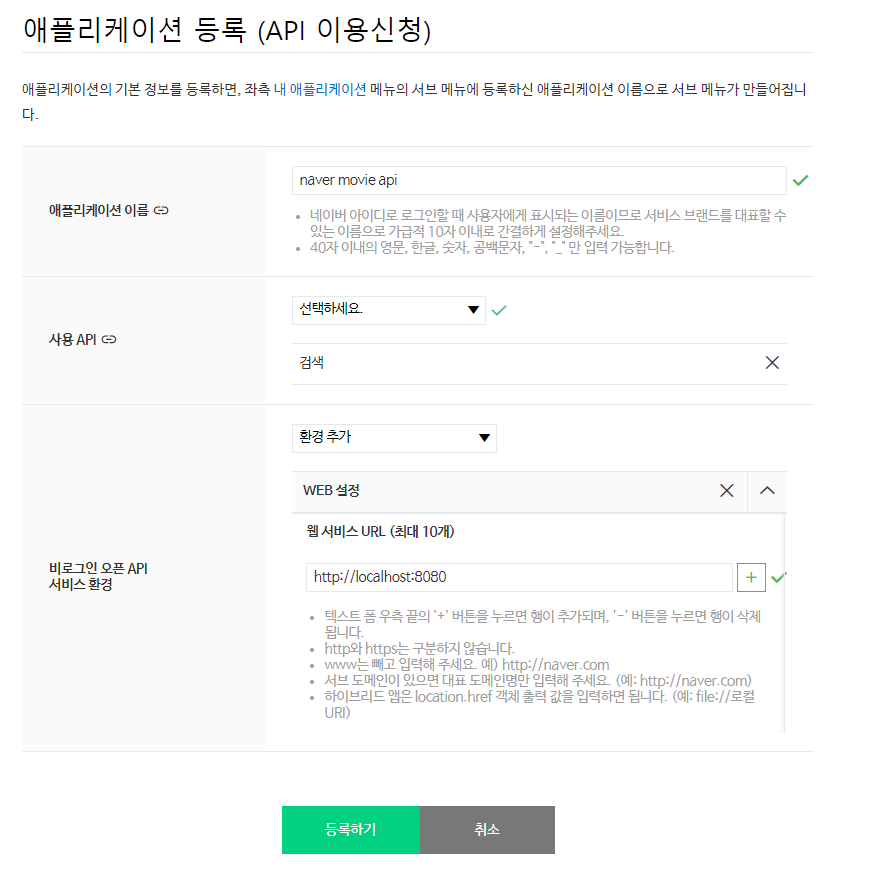 애플리케이션 등록 (API 이용신청)
애플리케이션의 기본 정보를 등록하면, 좌측 내 애플리케이션 메뉴의 서브 메뉴에 등록하신 애플리케이션 이름으로 서브 메뉴가 만들어집니
다.
애플리케이션 이름
naver movie api
네이버 아이디로 로그인할 때 사용자에게 표시되는 이름이므로 서비스 브랜드를 대표할 수
있는 이름으로 가급적 10자 이내로 간결하게 설정해주세요.
40자 이내의 영문, 한글, 숫자, 공백문자, "-", "_" 만 입력 가능합니다.
사용 API
선택하세요.
검색
비로그인 오픈 API
서비스 환경
환경 추가
WEB 설정
웹 서비스 URL (최대 10개)
http://localhost:8080
텍스트 폼 우측 끝의 '+' 버튼을 누르면 행이 추가되며, '-' 버튼을 누르면 행이 삭제
됩니다.
http와 https는 구분하지 않습니다.
www는 빼고 입력해 주세요. 예) http://naver.com
서브 도메인이 있으면 대표 도메인명만 입력해 주세요. (예: http://naver.com)
하이브리드 앱은 location.href 객체 출력 값을 입력하면 됩니다. (예: file://로컬
URI)
등록하기
취소